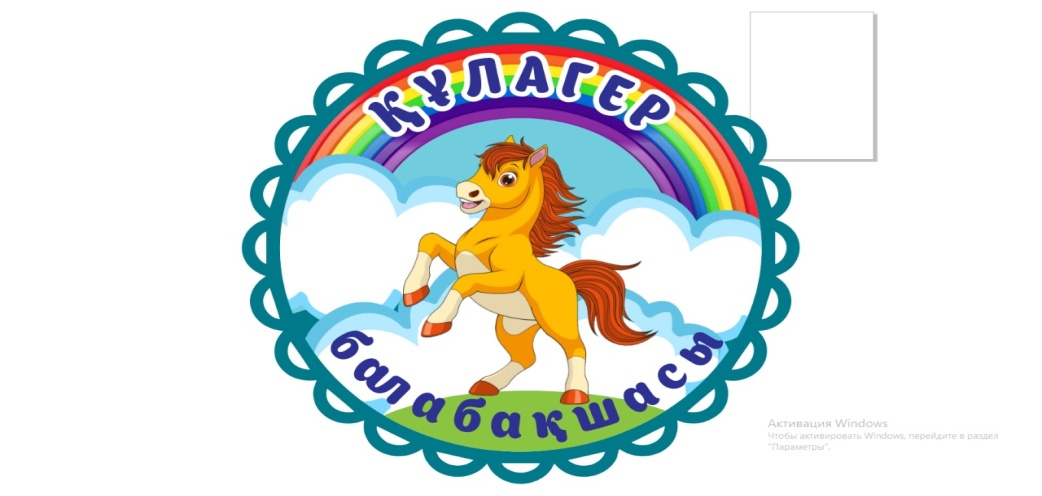 ҚҰЛАГЕР
балабақшасы
Активация Windows
Чтобы активировать Windows, перейдите в раздел
"Параметры".